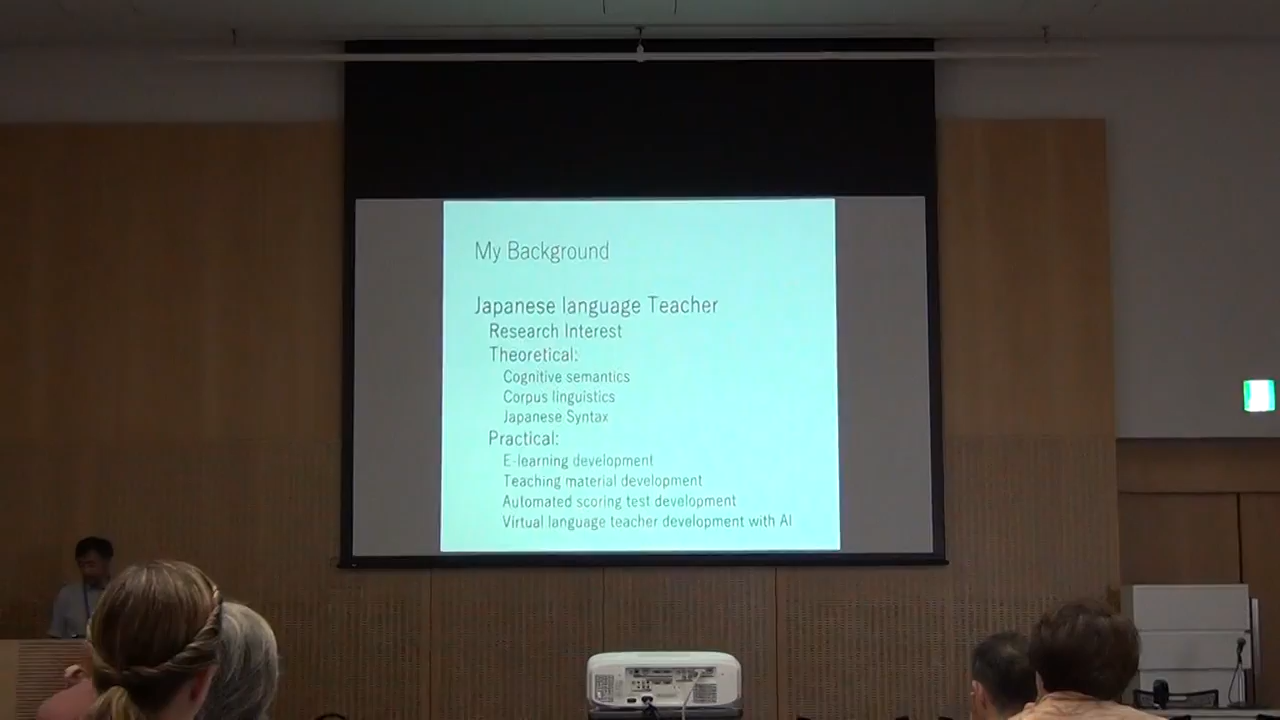 My Background
Japanese language Teacher
Research Interest
Theoretical:
Cognitive semantics
Corpus linguistics
Japanese Syntax
Practical:
E-learning development
Teaching material development
Automated scoring test development
Virtual language teacher development with AI